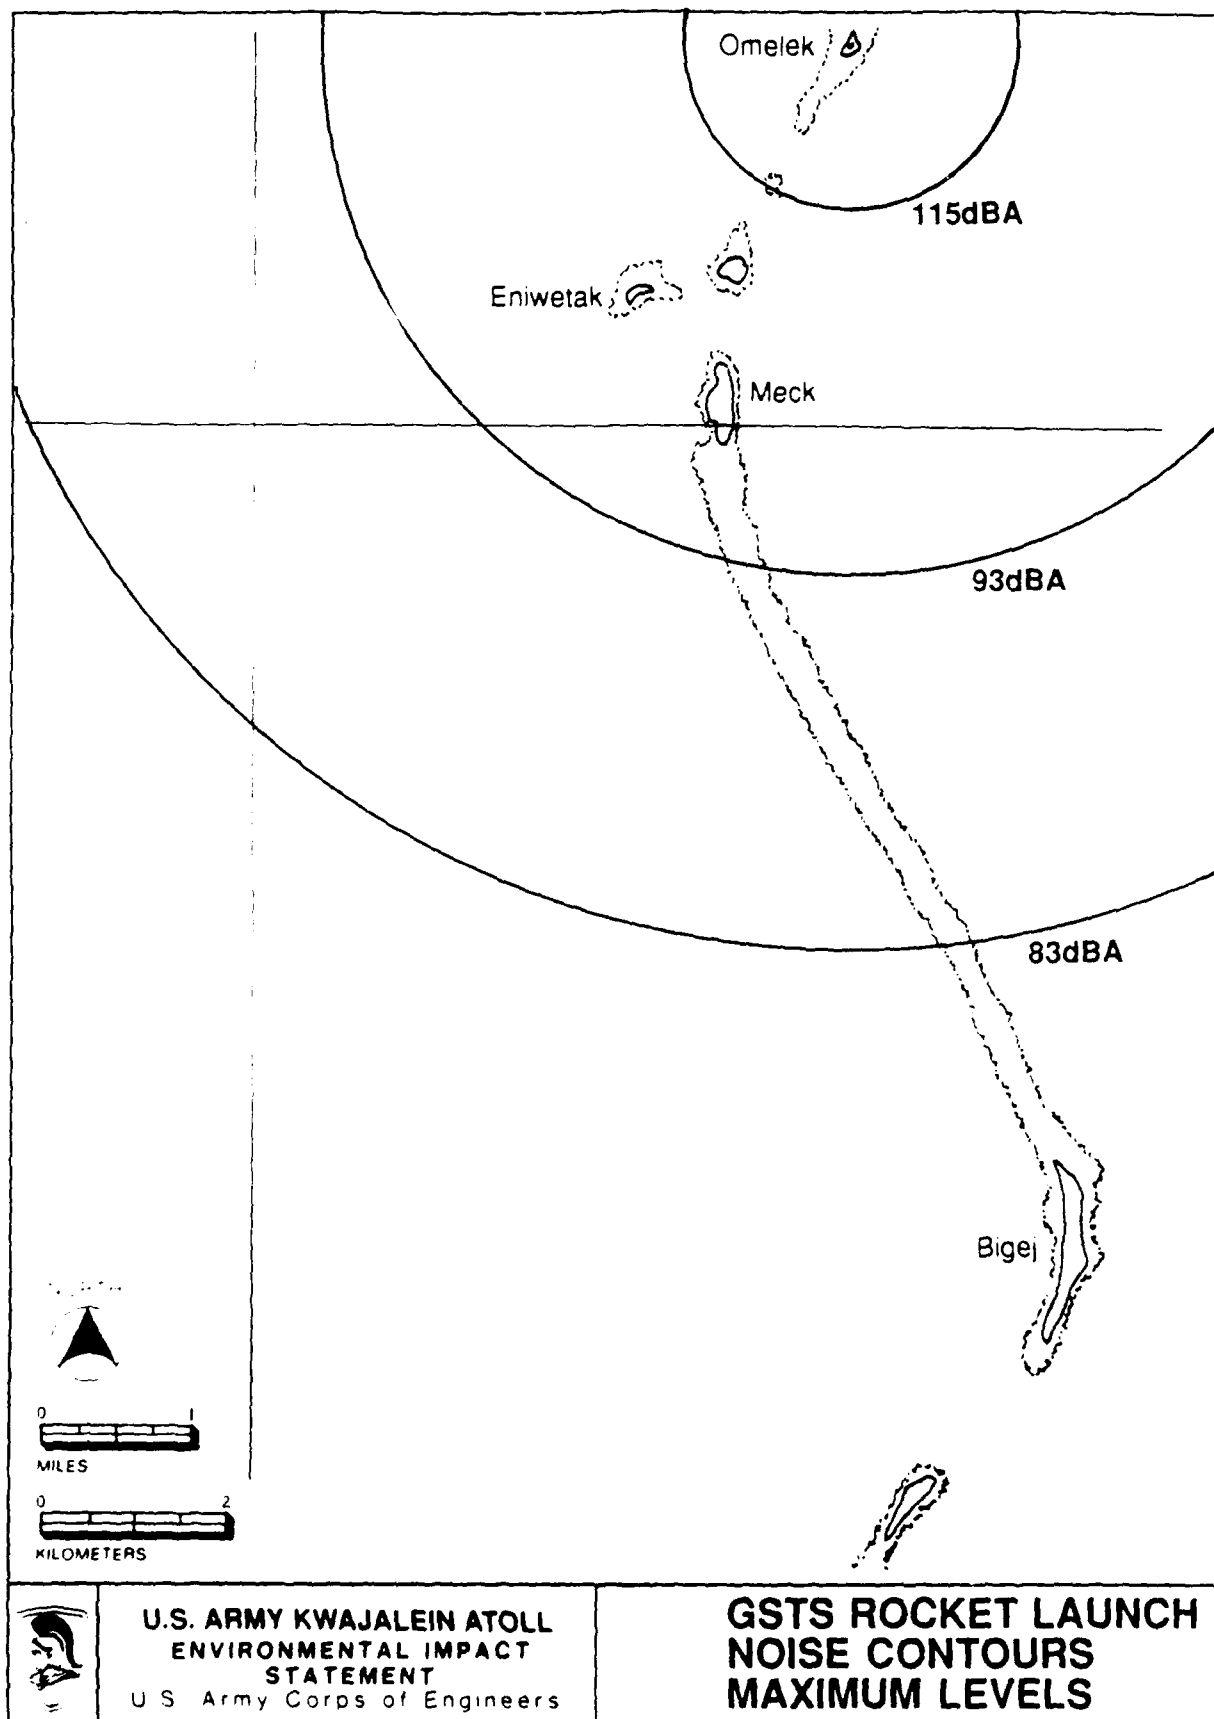 Omelek
115dBA
Eniwetak
Meck
93dBA
83dBA
Bigej
0 1
MILES
0 2
KILOMETERS
U.S. ARMY KWAJALEIN ATOLL
ENVIRONMENTAL IMPACT
STATEMENT
U S Army Corps of Engineers
GSTS ROCKET LAUNCH
NOISE CONTOURS
MAXIMUM LEVELS